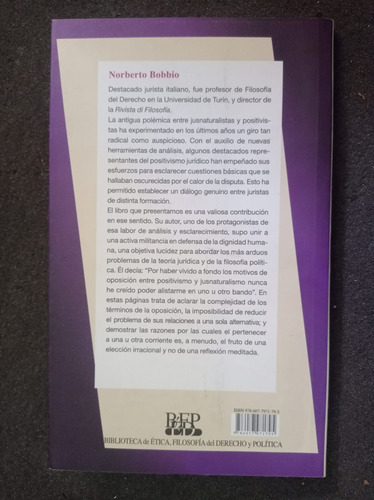 Norberto Bobbio
Destacado jurista italiano, fue profesor de Filosofía
del Derecho en la Universidad de Turín, y director de
la Rivista di Filosofía.
La antigua polémica entre jusnaturalistas y positivis-
tas ha experimentado en los últimos años un giro tan
radical como auspicioso. Con el auxilio de nuevas
herramientas de análisis, algunos destacados repre-
sentantes del positivismo jurídico han empeñado sus
esfuerzos para esclarecer cuestiones básicas que se
hallaban oscurecidas por el calor de la disputa. Esto ha
permitido establecer un diálogo genuino entre juristas
de distinta formación.
El libro que presentamos es una valiosa contribución
en ese sentido. Su autor, uno de los protagonistas de
esa labor de análisis y esclarecimiento, supo unir a
una activa militancia en defensa de la dignidad huma-
na, una objetiva lucidez para abordar los más arduos
problemas de la teoría jurídica y de la filosofía políti-
ca. Él decía: "Por haber vivido a fondo los motivos de
oposición entre positivismo y jusnaturalismo nunca
he creído poder alistarme en uno u otro bando". En
estas páginas trata de aclarar la complejidad de los
términos de la oposición, la imposibilidad de reducir
el problema de sus relaciones a una sola alternativa; y
demostrar las razones por las cuales el pertenecer
a una u otra corriente es, a menudo, el fruto de una
elección irracional y no de una reflexión meditada.
BIBLIOTECA de ÉTICA, FILOSOFÍA del DERECHO y POLÍTICA